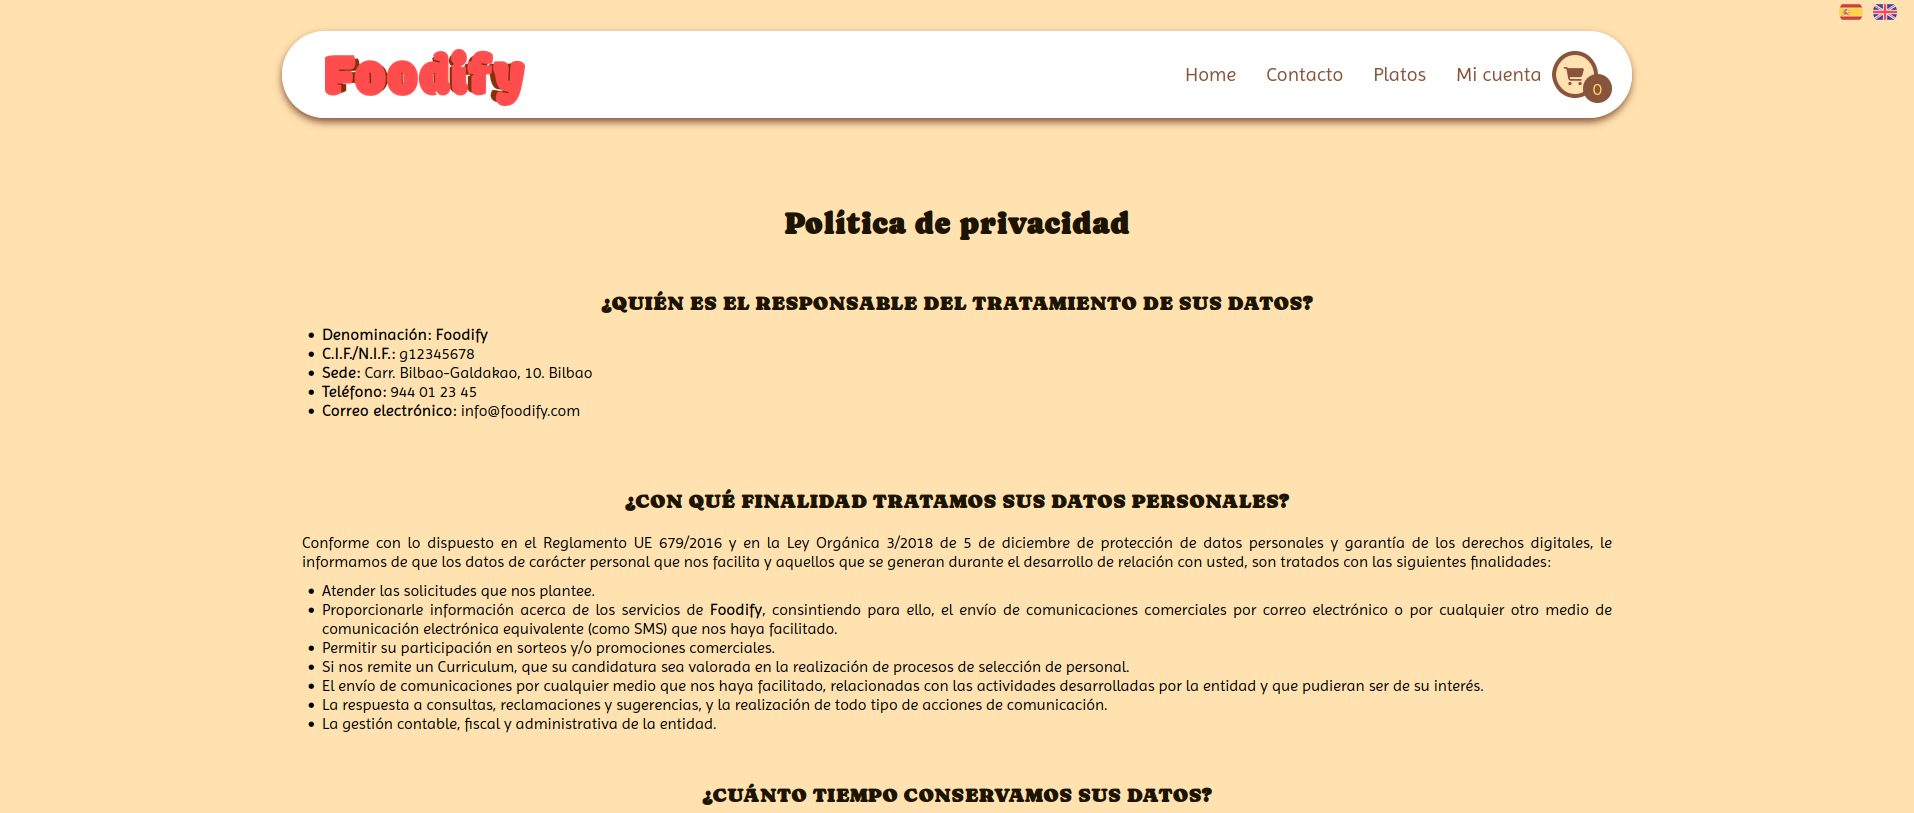 Foodify
Home Contacto Platos Mi cuenta 0
Política de privacidad
¿QUIÉN ES EL RESPONSABLE DEL TRATAMIENTO DE SUS DATOS?
• Denominación: Foodify
• C.I.F./N.I.F.: g12345678
• Sede: Carr. Bilbao-Galdakao, 10. Bilbao
• Teléfono: 944 01 23 45
• Correo electrónico: info@foodify.com
¿CON QUÉ FINALIDAD TRATAMOS SUS DATOS PERSONALES?
Conforme con lo dispuesto en el Reglamento UE 679/2016 y en la Ley Orgánica 3/2018 de 5 de diciembre de protección de datos personales y garantía de los derechos digitales, le
informamos de que los datos de carácter personal que nos facilita y aquellos que se generan durante el desarrollo de relación con usted, son tratados con las siguientes finalidades:
• Atender las solicitudes que nos plantee.
• Proporcionarle información acerca de los servicios de Foodify, consintiendo para ello, el envío de comunicaciones comerciales por correo electrónico o por cualquier otro medio de
comunicación electrónica equivalente (como SMS) que nos haya facilitado.
• Permitir su participación en sorteos y/o promociones comerciales.
• Si nos remite un Curriculum, que su candidatura sea valorada en la realización de procesos de selección de personal.
• El envío de comunicaciones por cualquier medio que nos haya facilitado, relacionadas con las actividades desarrolladas por la entidad y que pudieran ser de su interés.
• La respuesta a consultas, reclamaciones y sugerencias, y la realización de todo tipo de acciones de comunicación.
• La gestión contable, fiscal y administrativa de la entidad.
¿CUÁNTO TIEMPO CONSERVAMOS SUS DATOS?